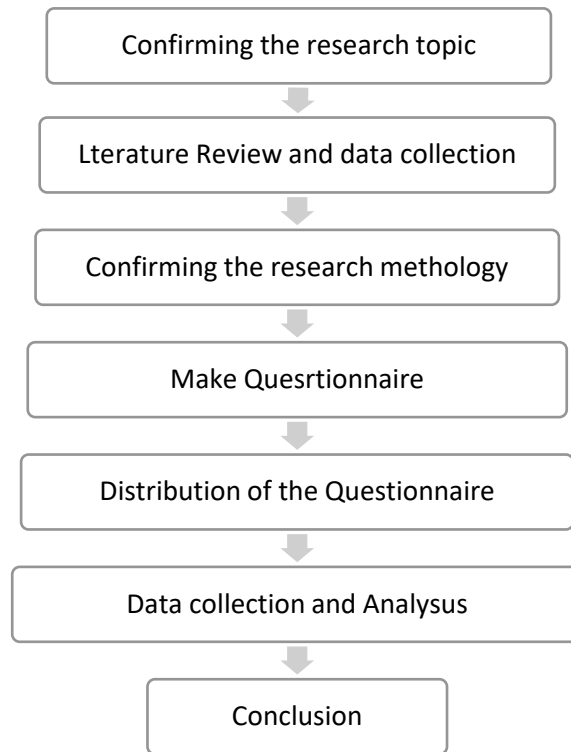 Confirming the research topic
Lterature Review and data collection
Confirming the research methology
Make Quesrtionnaire
Distribution of the Questionnaire
Data collection and Analysus
Conclusion